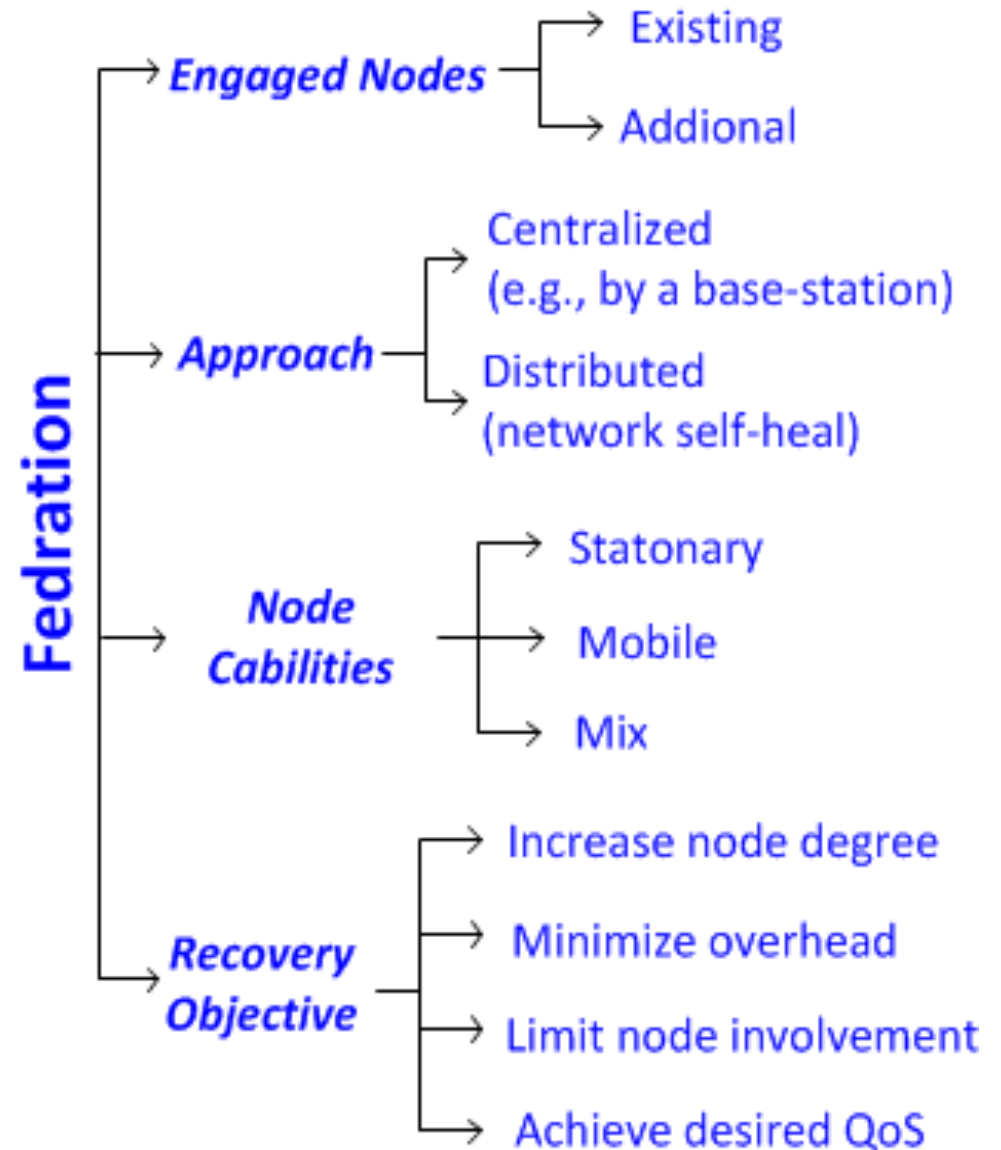 Fedration
Engaged Nodes
Existing
Addional
Approach
Centralized
(e.g., by a base-station)
Distributed
(network self-heal)
Node
Cabilities
Statonary
Mobile
Mix
Recovery
Objective
Increase node degree
Minimize overhead
Limit node involvement
Achieve desired QoS